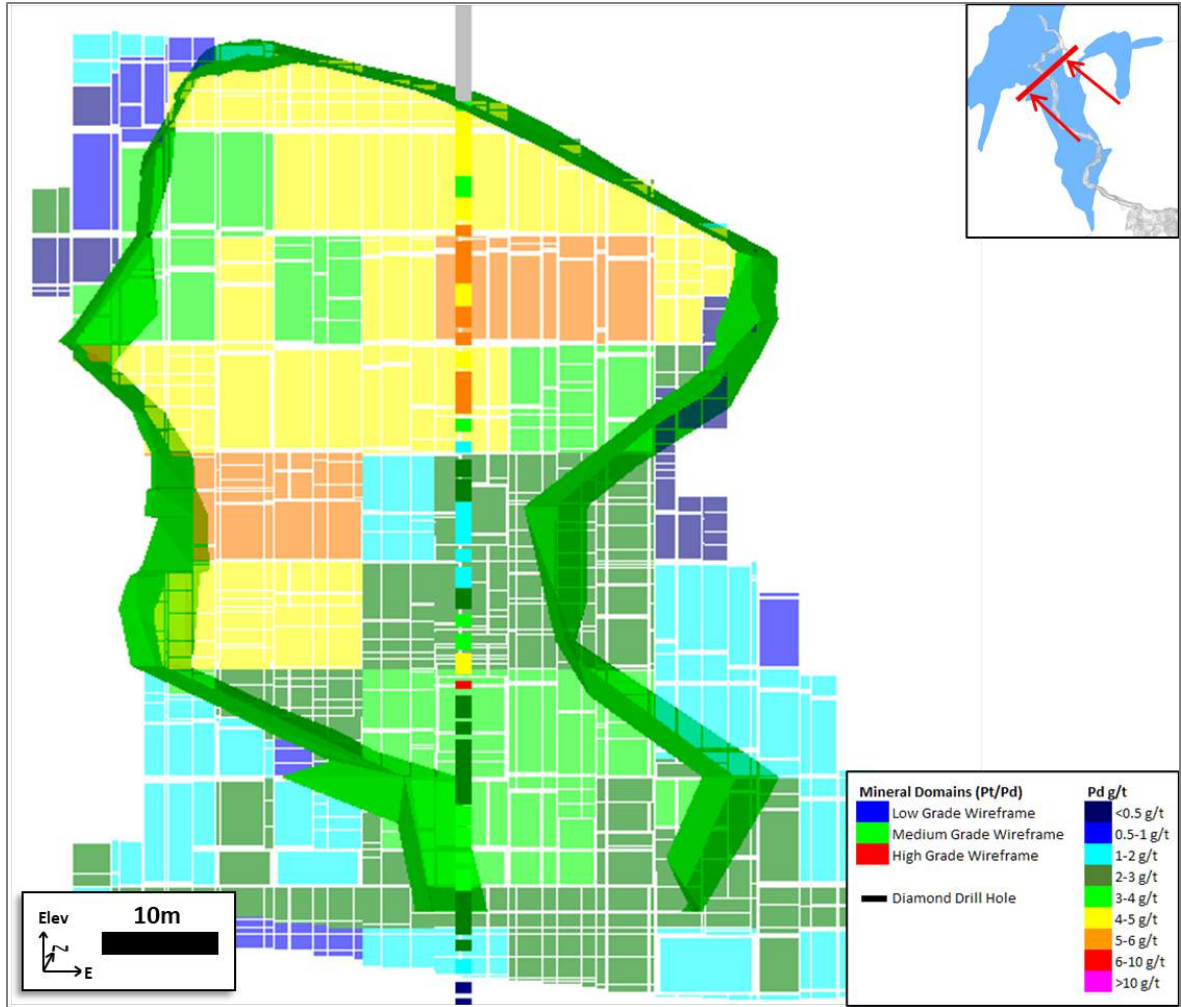 Mineral Domains (Pt/Pd)
Low Grade Wireframe
Medium Grade Wireframe
High Grade Wireframe
Diamond Drill Hole
Pd g/t
<0.5 g/t
0.5-1 g/t
1-2 g/t
2-3 g/t
3-4 g/t
4-5 g/t
5-6 g/t
6-10 g/t
>10 g/t
Elev
10m
N
E